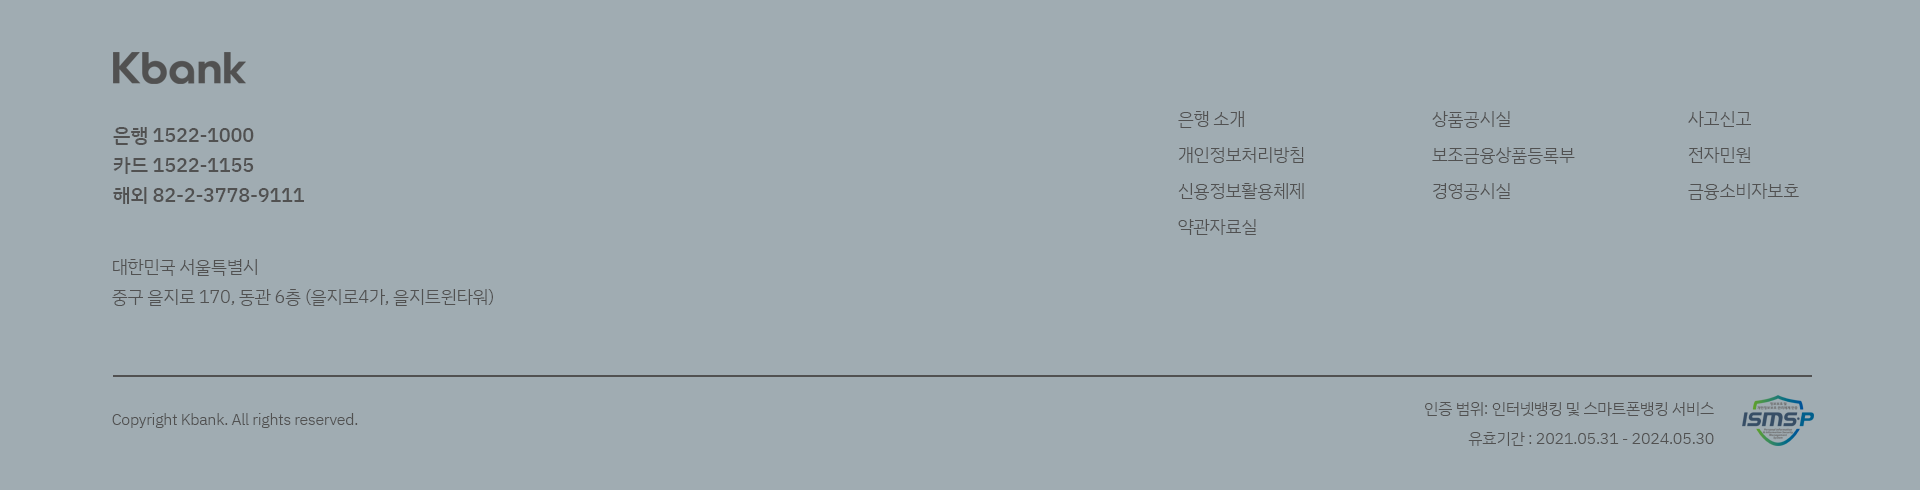 Kbank
은행 1522-1000
카드 1522-1155
해외 82-2-3778-9111
대한민국 서울특별시
중구 을지로 170, 동관 6층 (을지로4가, 을지트윈타워)
은행 소개
개인정보처리방침
신용정보활용체제
약관자료실
상품공시실
보조금융상품등록부
경영공시실
사고신고
전자민원
금융소비자보호
Copyright Kbank. All rights reserved.
인증 범위: 인터넷뱅킹 및 스마트폰뱅킹 서비스
유효기간 : 2021.05.31 - 2024.05.30
ISMS-P